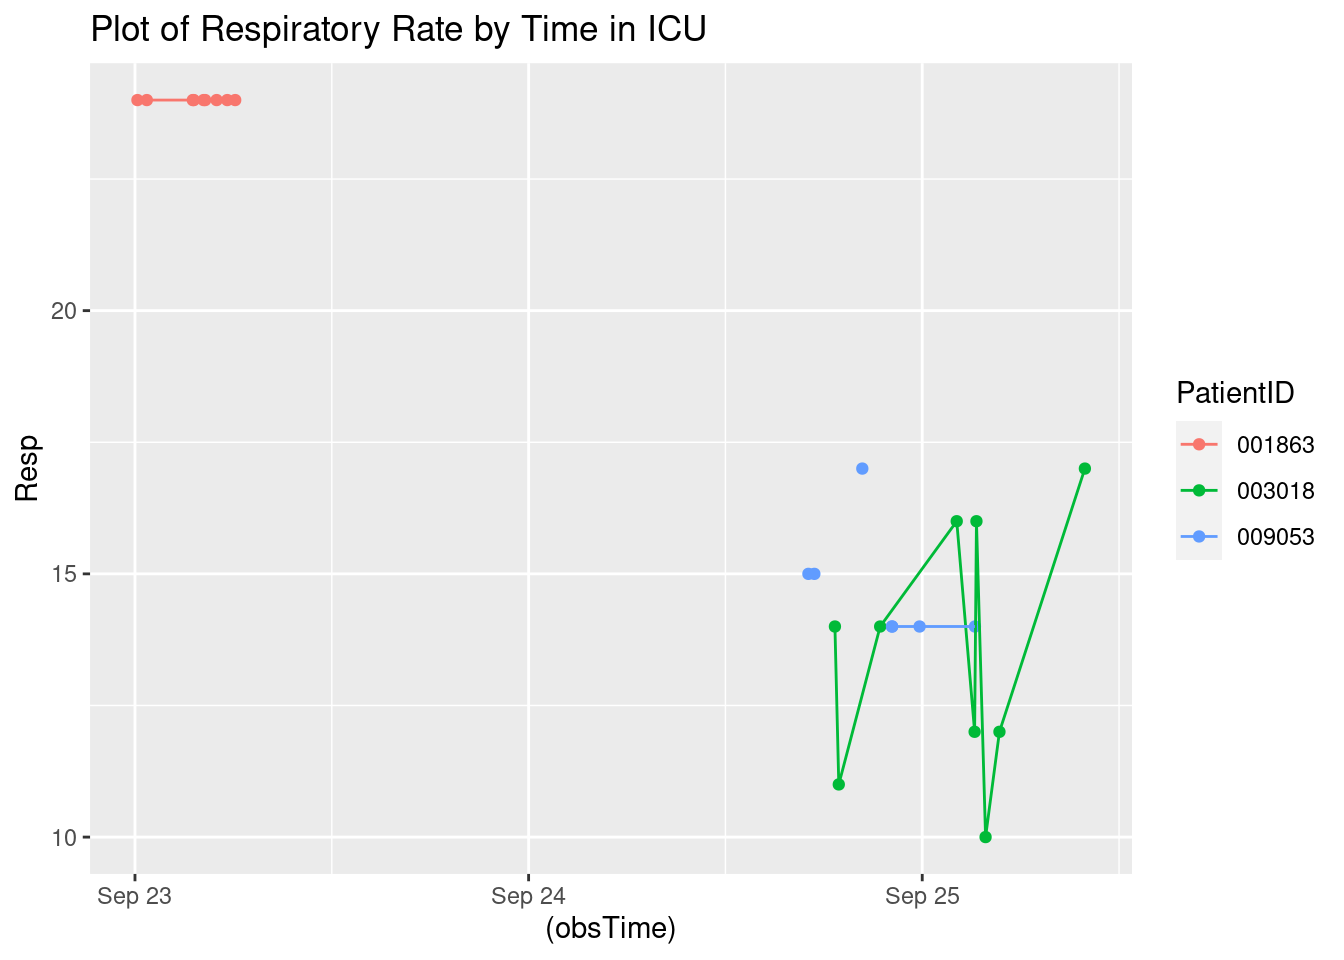 Plot of Respiratory Rate by Time in ICU
Resp
20
15
10
Sep 23
Sep 24
Sep 25
(obsTime)
PatientID
001863
003018
009053